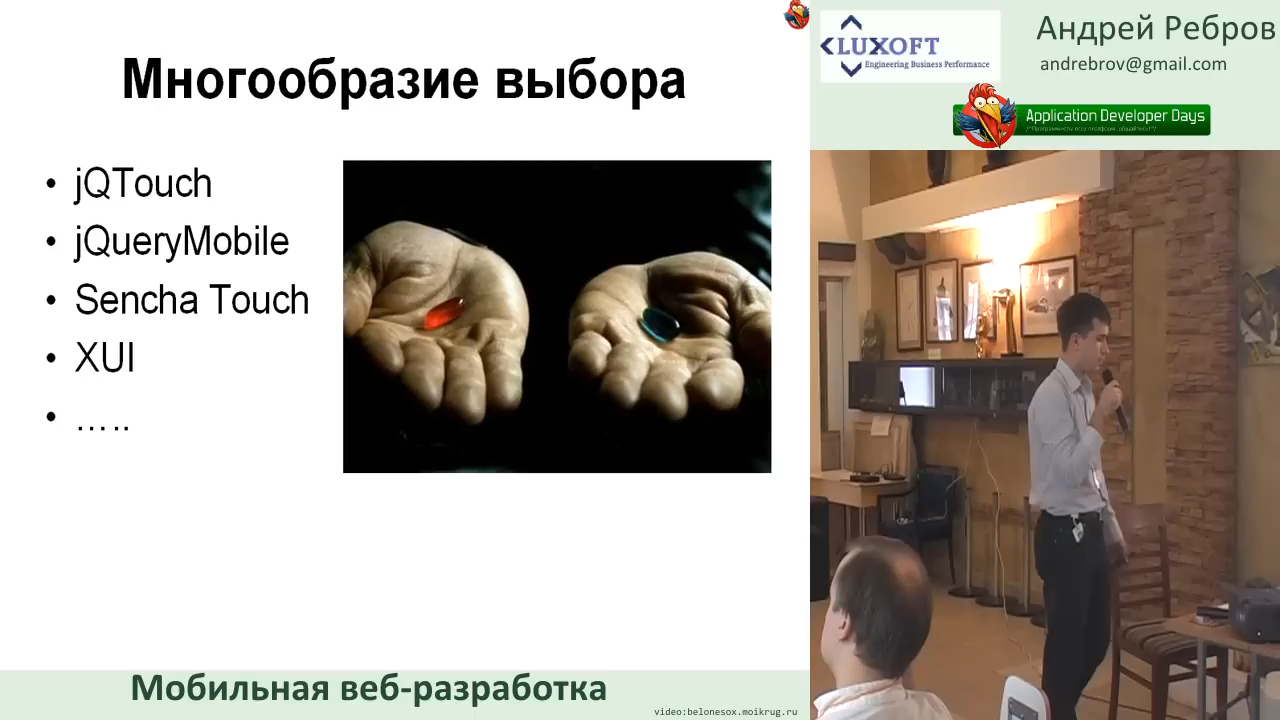 Многообразие выбора
• jQTouch
• jQueryMobile
• Sencha Touch
• XUI
• …..
Мобильная веб-разработка
video:belonesox.moikrug.ru
LUXOFT
Engineering Business Performance
Андрей Ребров
andrebrov@gmail.com
Application Developer Days